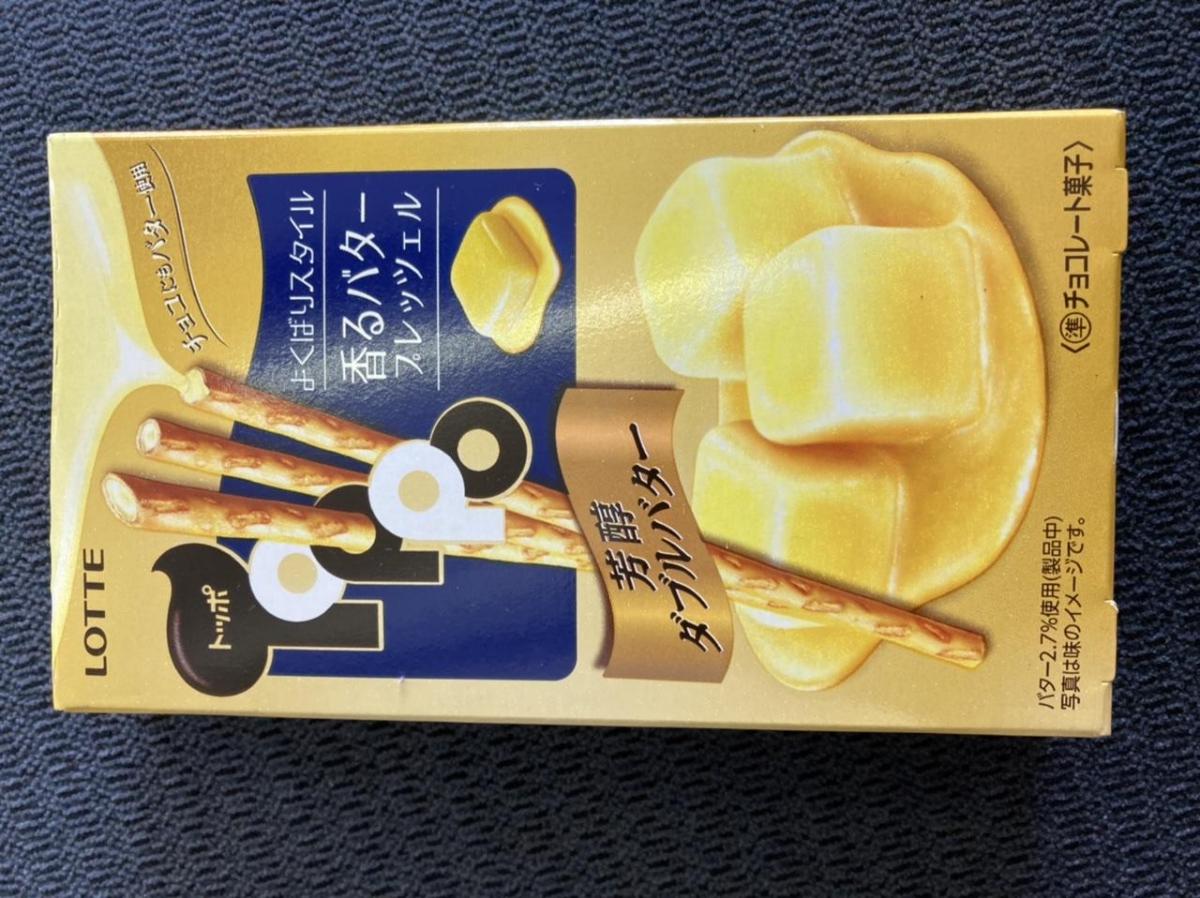 LOTTE
チョコにもバター使用
トッポ
Toppo
よくばりスタイル
香るバター
プレッツェル
芳醇
ダブルバター
バター2.7%使用(製品中)
写真は味のイメージです。
〈㊜チョコレート菓子〉